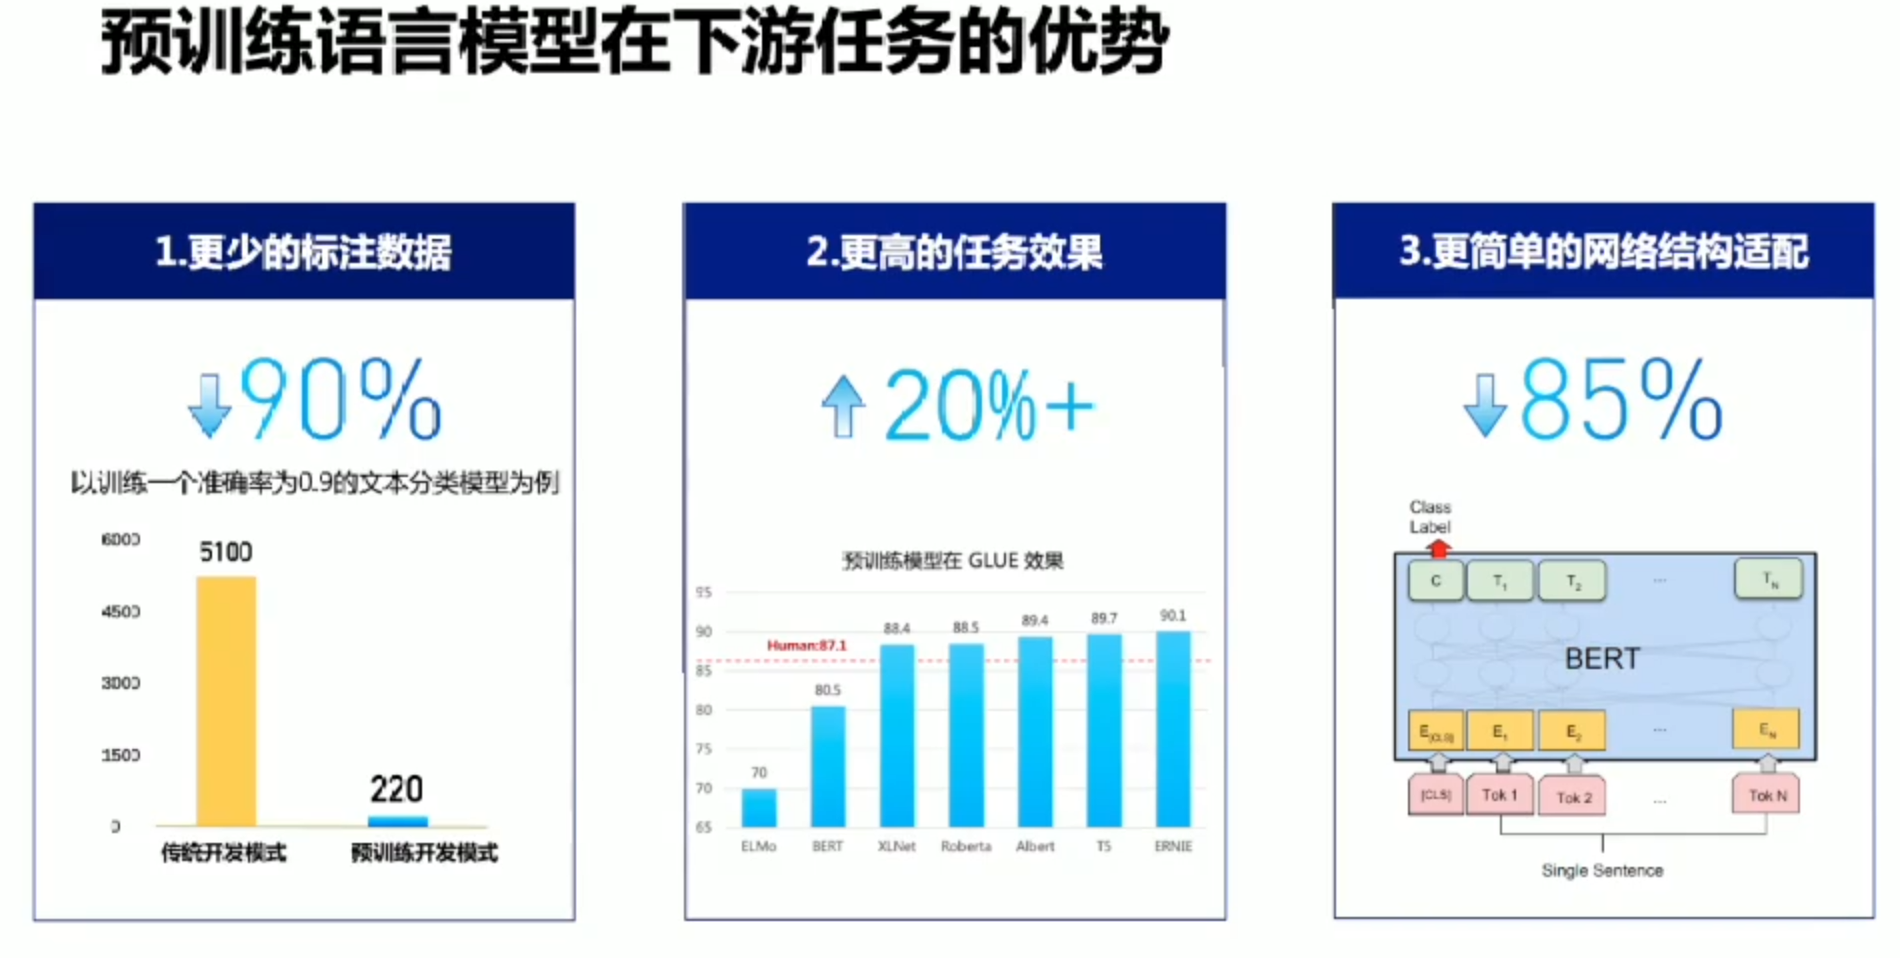 预训练语言模型在下游任务的优势
1.更少的标注数据
90%
以训练一个准确率为0.9的文本分类模型为例
6000
5100
4500
3000
1500
220
0
传统开发模式
预训练开发模式
2.更高的任务效果
20%+
预训练模型在 GLUE 效果
95
90
85
80
75
70
65
Human:87.1
70
80.5
88.4
88.5
89.4
89.7
90.1
ELMo
BERT
XLNet
Roberta
Albert
T5
ERNIE
3.更简单的网络结构适配
85%
Class
Label
C
T1
T2
...
TN
BERT
E[CLS]
E1
E2
...
EN
[CLS]
Tok 1
Tok 2
...
Tok N
Single Sentence